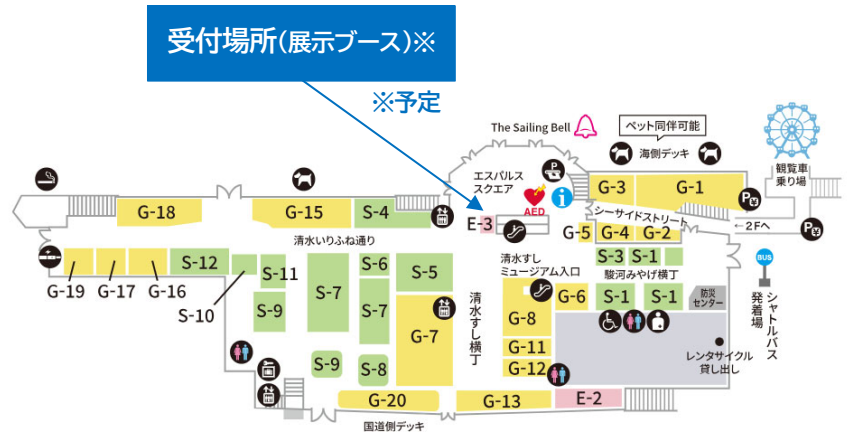 受付場所(展示ブース)※
※予定
The Sailing Bell
ペット同伴可能
海側デッキ
観覧車
乗り場
エスパルス
スクエア
P
i
AED
G-3
G-1
P¥
G-18
G-15
S-4
E-3
シーサイドストリート
←2Fへ
P¥
清水いりふね通り
G-5
G-4
G-2
清水すし
ミュージアム入口
S-3
S-1
駿河みやげ横丁
BUS
シャトルバス
発着場
G-19
G-17
G-16
S-12
S-10
S-11
S-9
S-7
S-6
S-7
S-5
G-7
清水すし横丁
G-8
G-6
S-1
S-1
防災
センター
G-11
G-12
レンタサイクル
貸し出し
S-9
S-8
G-20
G-13
E-2
国道側デッキ